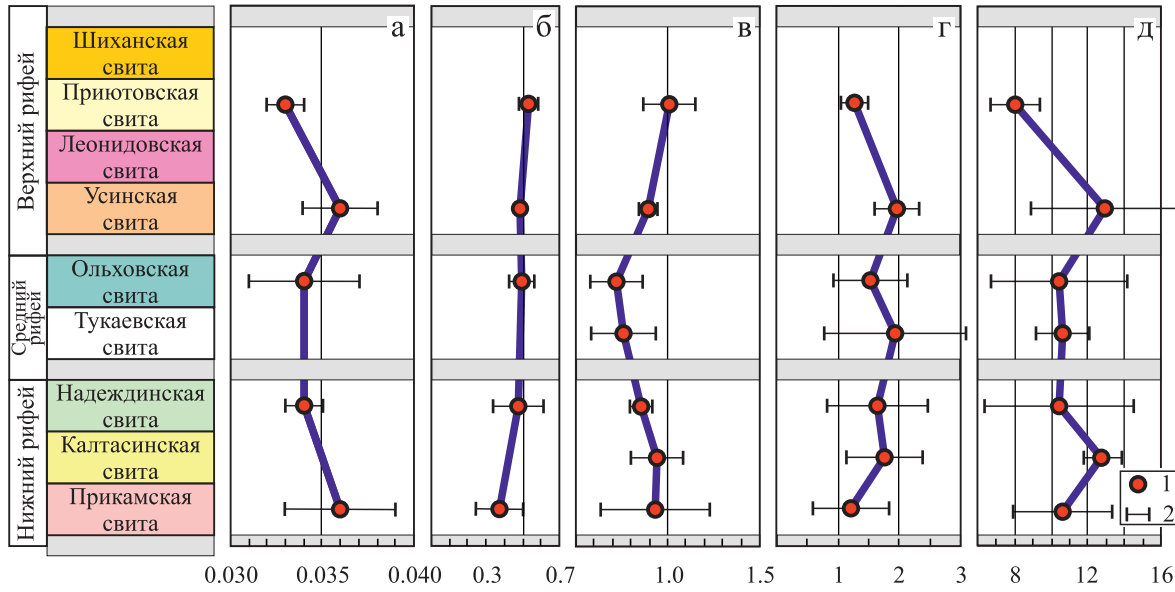 а б в г д
Верхний рифей
Шиханская
свита
Приютовская
свита
Леонидовская
свита
Усинская
свита
Средний
рифей
Ольховская
свита
Тукаевская
свита
Нижний рифей
Надеждинская
свита
Калтасинская
свита
Прикамская
свита
1
2
0.030 0.035 0.040 0.3 0.7 1.0 1.5 1 2 3 8 12 16